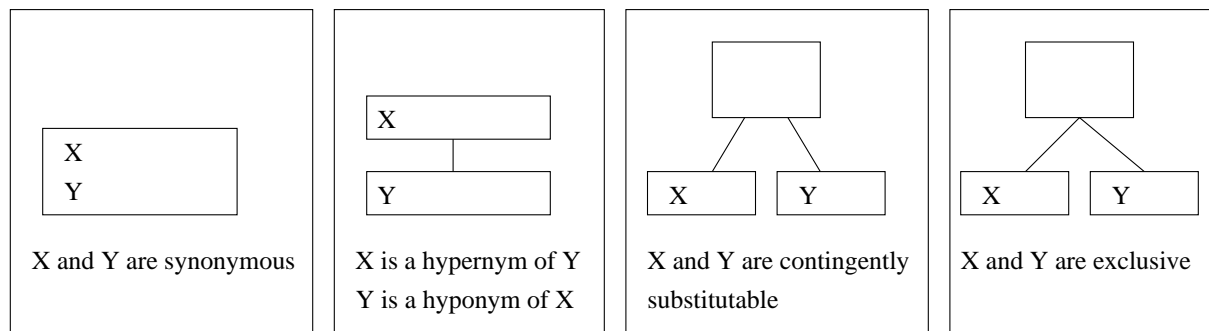 X
Y
X and Y are synonymous
X
Y
X is a hypernym of Y
Y is a hyponym of X
X Y
X and Y are contingently
substitutable
X Y
X and Y are exclusive